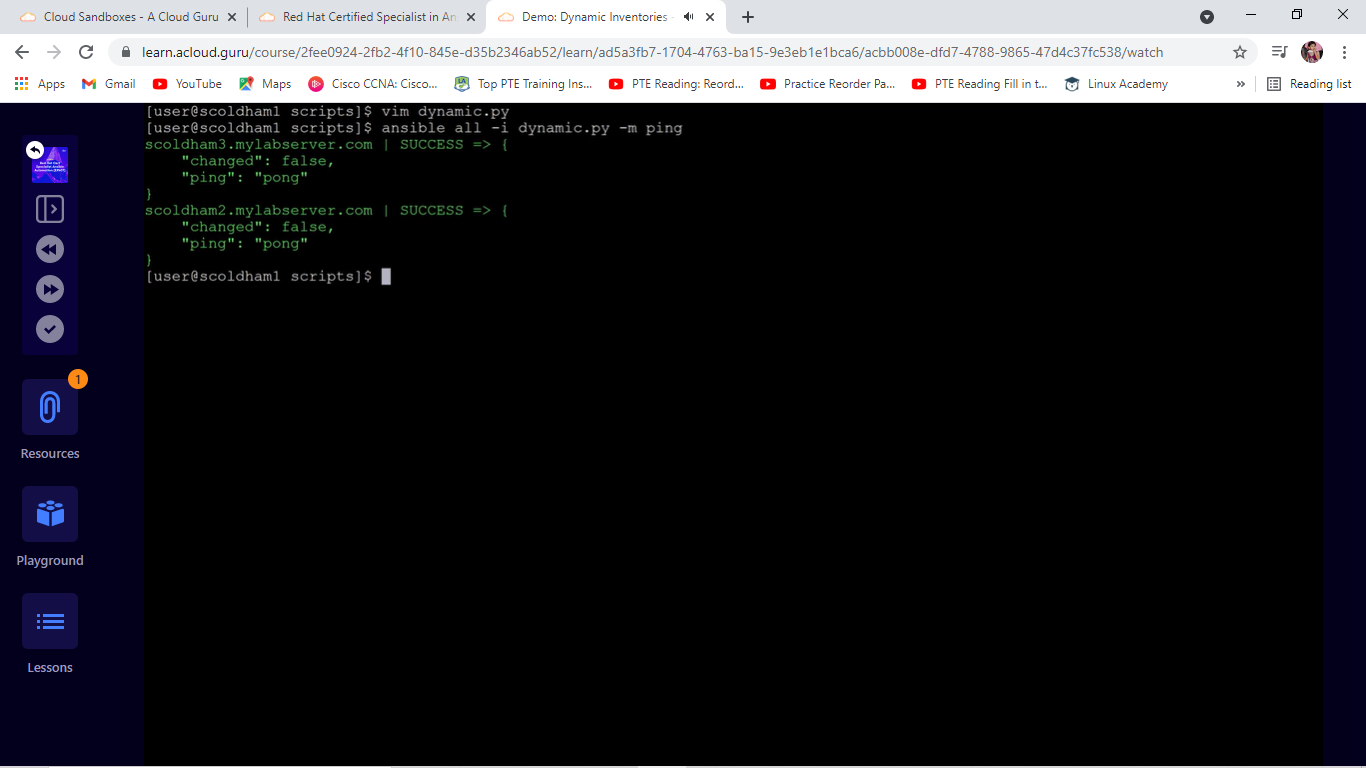 Cloud Sandboxes - A Cloud Guru
Red Hat Certified Specialist in An
Demo: Dynamic Inventories
learn.acloud.guru/course/2fee0924-2fb2-4f10-845e-d35b2346ab52/learn/ad5a3fb7-1704-4763-ba15-9e3eb1e1bca6/acbb008e-dfd7-4788-9865-47d4c37fc538/watch
Apps
Gmail
YouTube
Maps
Cisco CCNA: Cisco...
Top PTE Training Ins...
PTE Reading: Reord...
Practice Reorder Pa...
PTE Reading Fill in t...
Linux Academy
»
Reading list
[user@scoldham1 scripts]$ vim dynamic.py
[user@scoldham1 scripts]$ ansible all -i dynamic.py -m ping
scoldham3.mylabserver.com | SUCCESS => {
    "changed": false,
    "ping": "pong"
}
scoldham2.mylabserver.com | SUCCESS => {
    "changed": false,
    "ping": "pong"
}
[user@scoldham1 scripts]$
1
Resources
Playground
Lessons